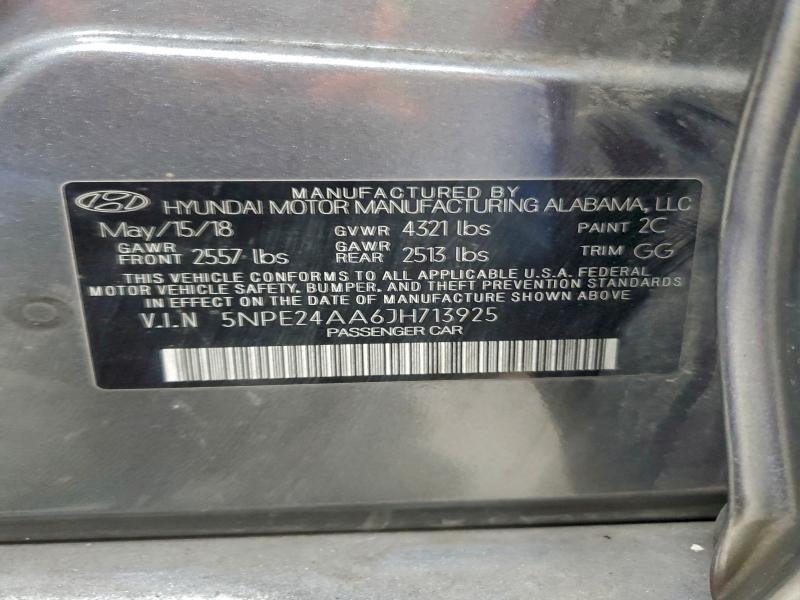 MANUFACTURED BY
HYUNDAI MOTOR MANUFACTURING ALABAMA, LLC
May/15/18 GVWR 4321 lbs PAINT 2C
GAWR FRONT 2557 lbs GAWR REAR 2513 lbs TRIM GG
THIS VEHICLE CONFORMS TO ALL APPLICABLE U.S.A. FEDERAL
MOTOR VEHICLE SAFETY, BUMPER, AND THEFT PREVENTION STANDARDS
IN EFFECT ON THE DATE OF MANUFACTURE SHOWN ABOVE
V.I.N 5NPE24AA6JH713925
PASSENGER CAR